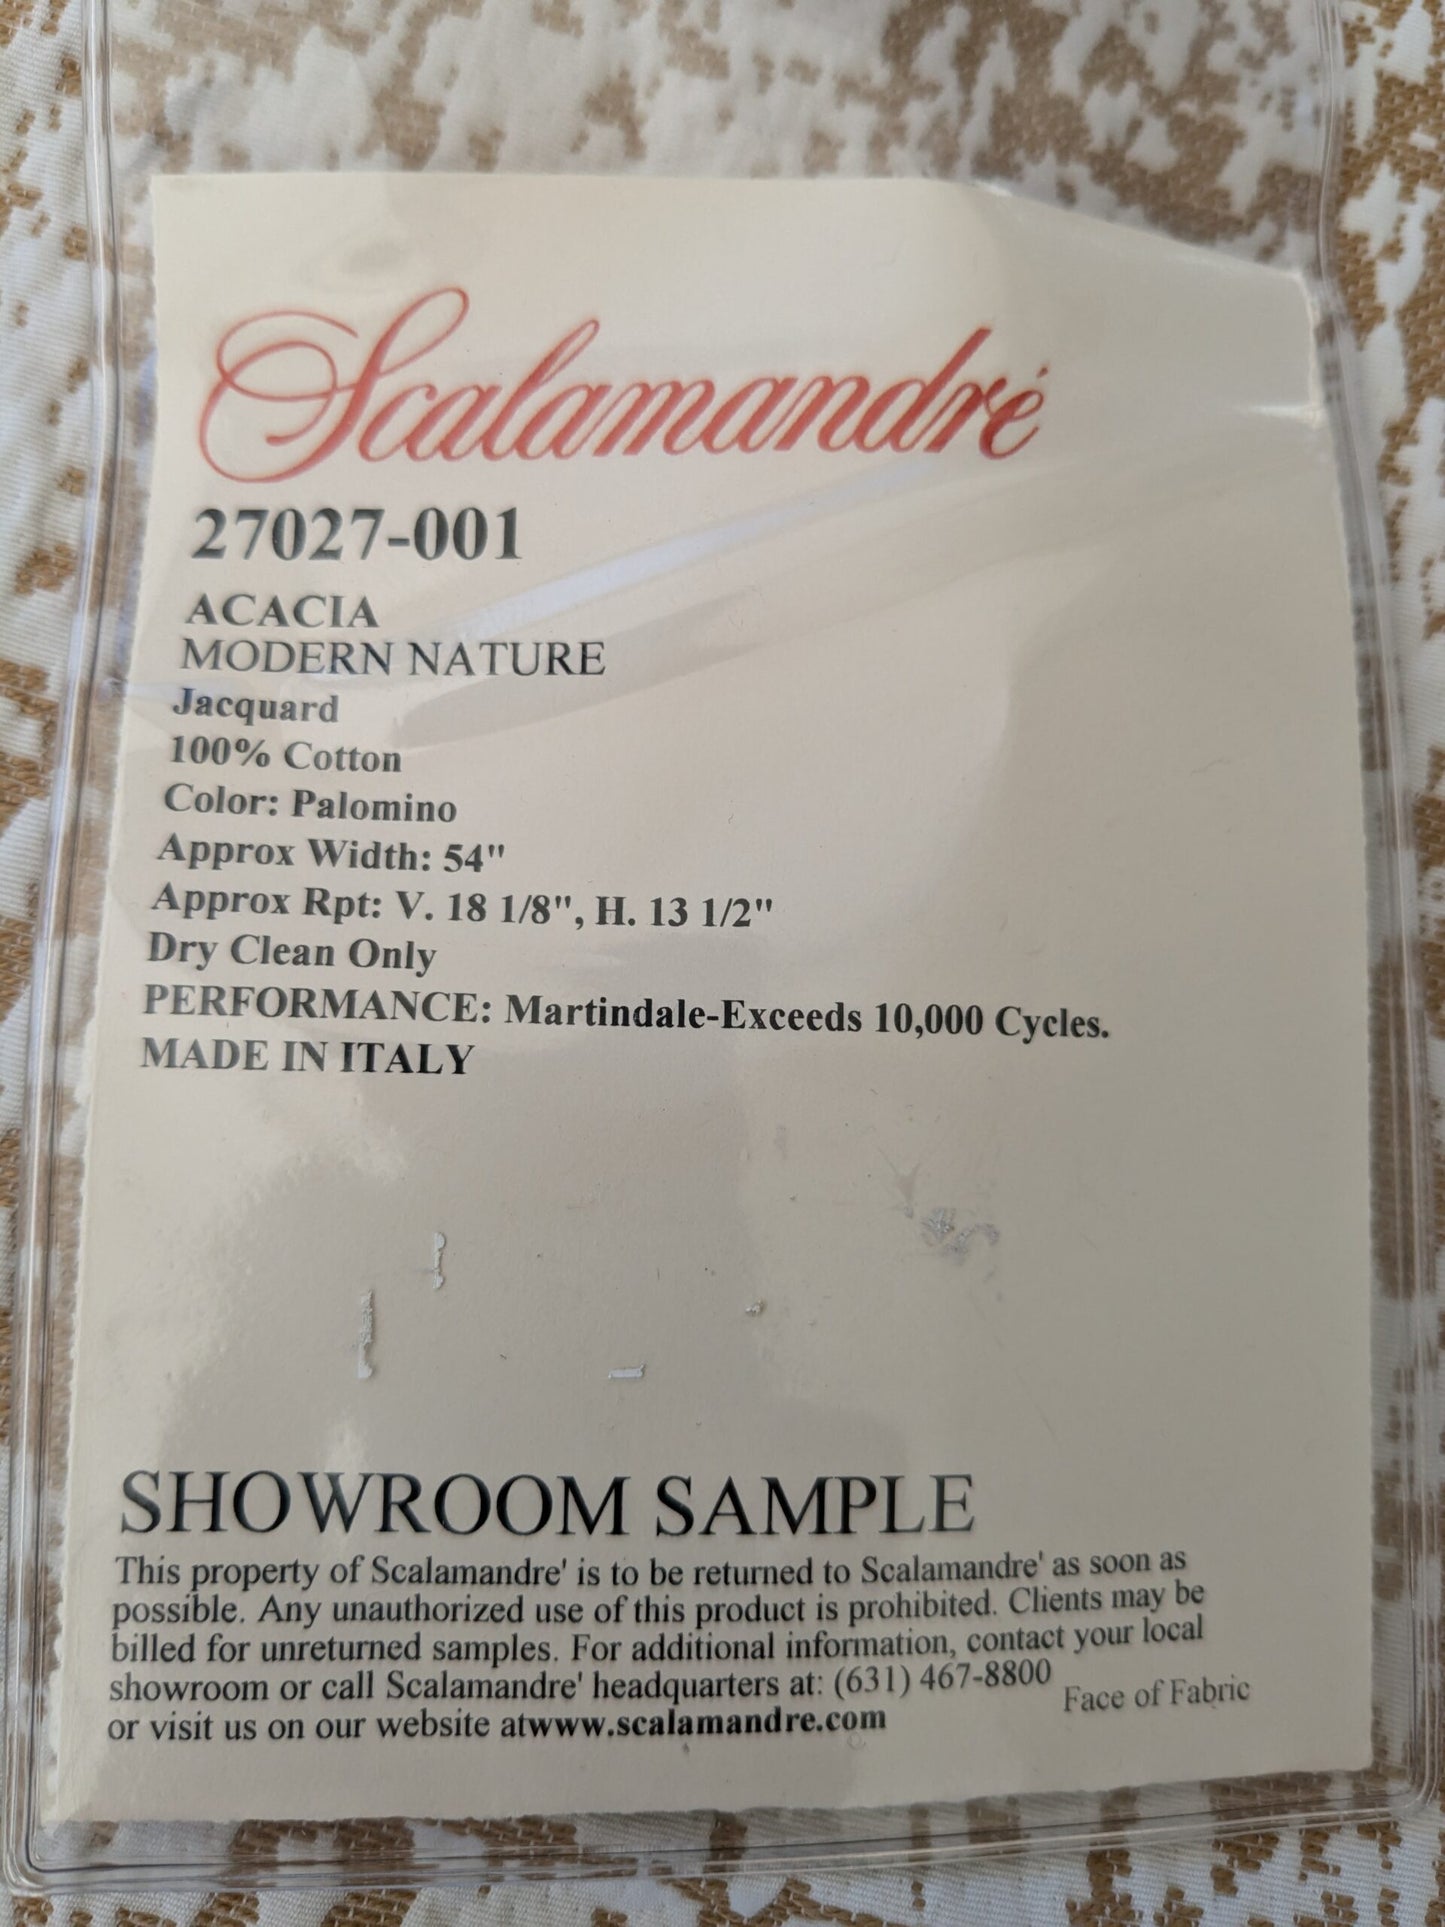 Scalamandré
27027-001
ACACIA
MODERN NATURE
Jacquard
100% Cotton
Color: Palomino
Approx Width: 54"
Approx Rpt: V. 18 1/8", H. 13 1/2"
Dry Clean Only
PERFORMANCE: Martindale-Exceeds 10,000 Cycles.
MADE IN ITALY
SHOWROOM SAMPLE
This property of Scalamandre' is to be returned to Scalamandre' as soon as
possible. Any unauthorized use of this product is prohibited. Clients may be
billed for unreturned samples. For additional information, contact your local
showroom or call Scalamandre' headquarters at: (631) 467-8800
or visit us on our website atwww.scalamandre.com
Face of Fabric